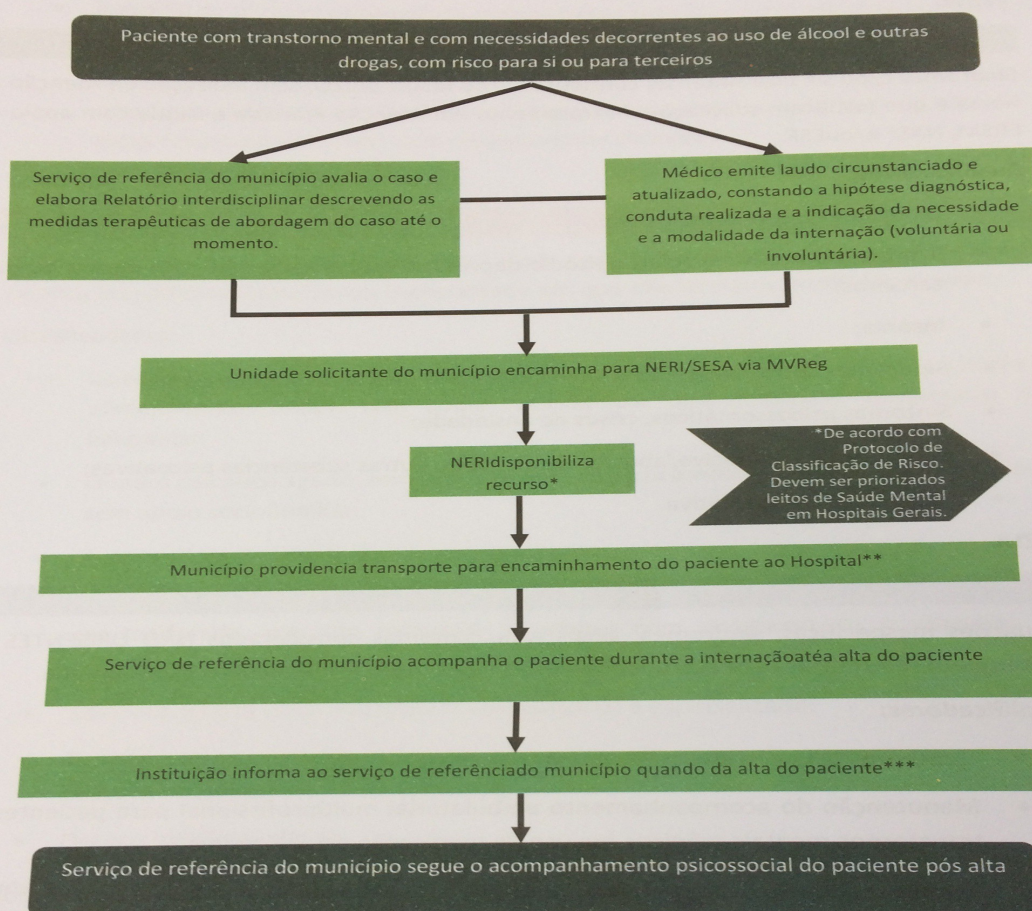 Paciente com transtorno mental e com necessidades decorrentes ao uso de álcool e outras
drogas, com risco para si ou para terceiros
Serviço de referência do município avalia o caso e
elabora Relatório interdisciplinar descrevendo as
medidas terapêuticas de abordagem do caso até o
momento.
Médico emite laudo circunstanciado e
atualizado, constando a hipótese diagnóstica,
conduta realizada e a indicação da necessidade
e a modalidade da internação (voluntária ou
involuntária).
Unidade solicitante do município encaminha para NERI/SESA via MVReg
NERIdisponibiliza
recurso*
*De acordo com
Protocolo de
Classificação de Risco.
Devem ser priorizados
leitos de Saúde Mental
em Hospitais Gerais.
Município providencia transporte para encaminhamento do paciente ao Hospital**
Serviço de referência do município acompanha o paciente durante a internaçãoatéa alta do paciente
Instituição informa ao serviço de referênciado município quando da alta do paciente***
Serviço de referência do município segue o acompanhamento psicossocial do paciente pós alta